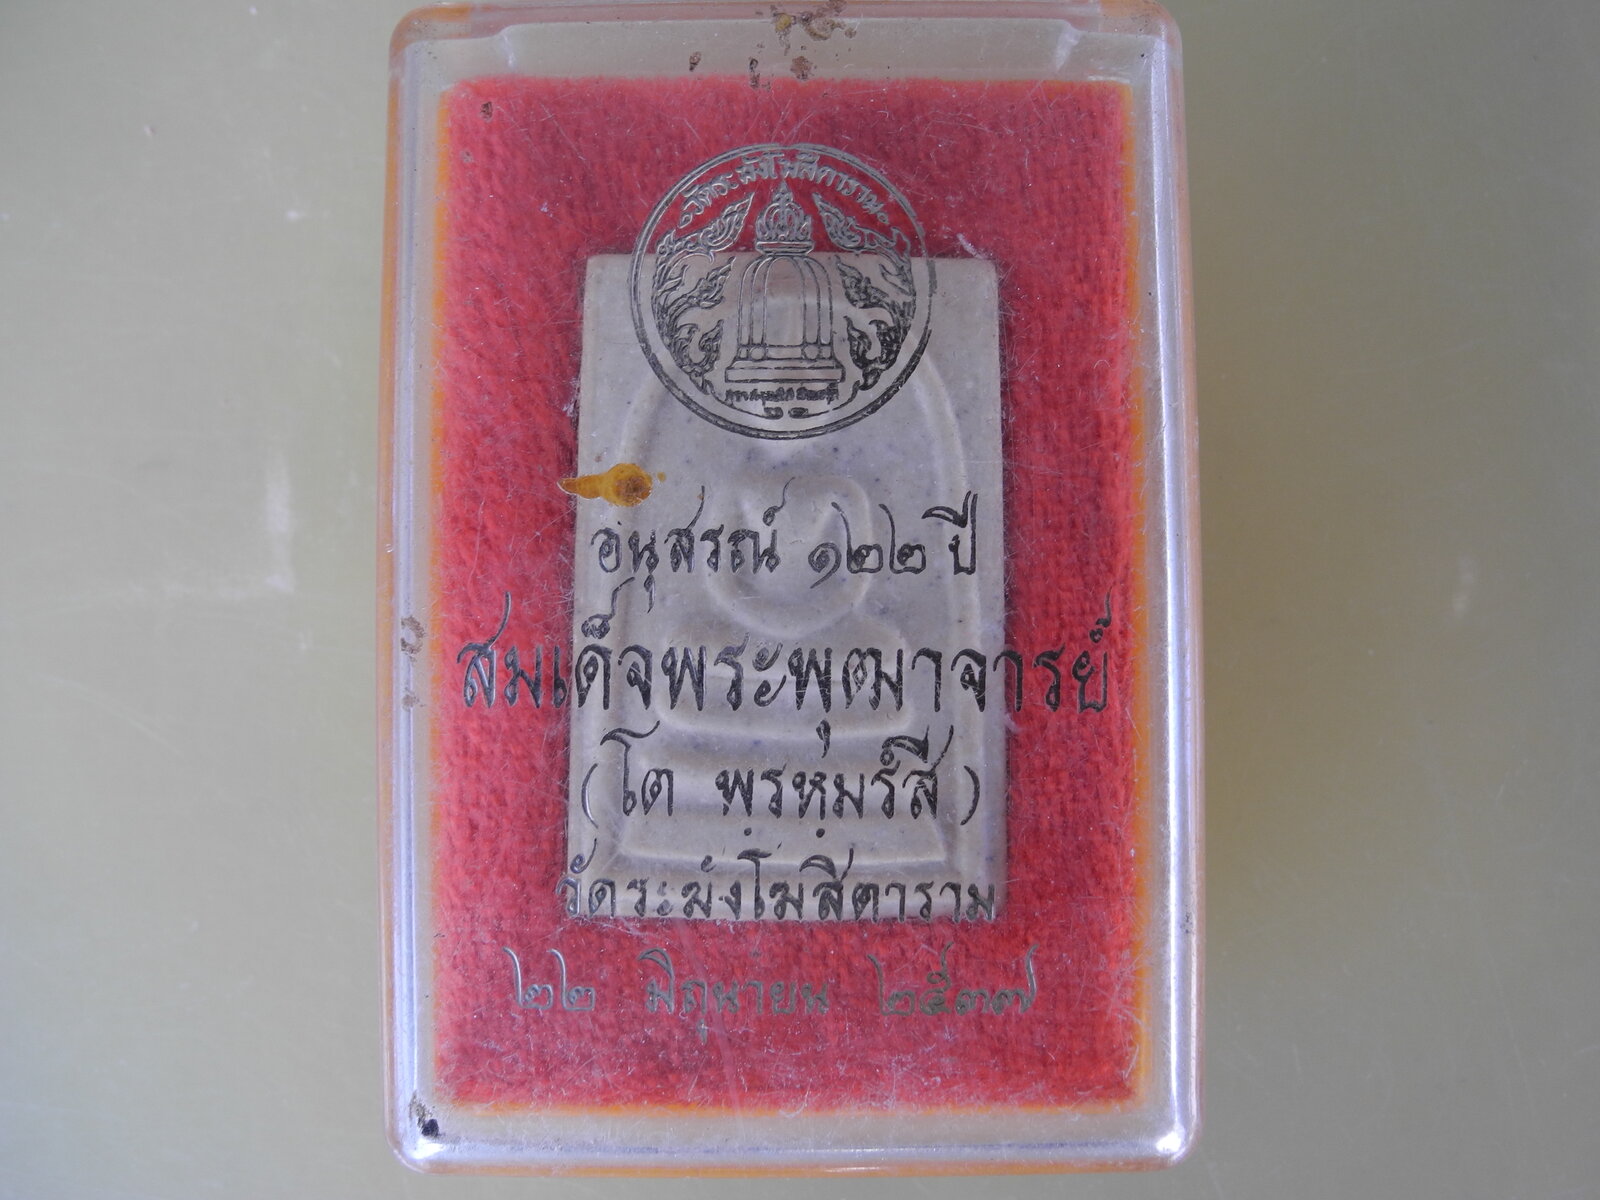 วัดระฆังโฆสิตาราม
อนุสรณ์ ๑๒๒ ปี
สมเด็จพระพุฒาจารย์
(โต พฺรหฺมรํสี)
วัดระฆังโฆสิตาราม
๒๒ มิถุนายน ๒๕๓๗